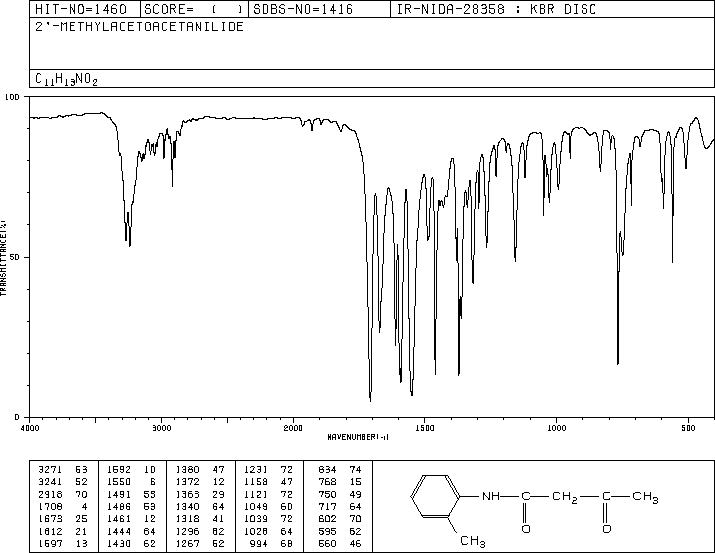 HIT-NO=1460 SCORE= ( ) SDBS-NO=1416 IR-NIDA-28358 : KBR DISC
2'-METHYLACETOACETANILIDE
C11H13NO2
100
50
0
TRANSMITTANCE(%)
4000 3000 2000 1500 1000 500
WAVENUMBER(-1)
3271 53 1592 10 1380 47 1231 72 834 74
3241 52 1550 6 1372 12 1158 47 768 15
2918 70 1491 55 1363 29 1121 72 750 49
1708 4 1486 53 1340 64 1049 60 717 64
1673 25 1461 12 1318 41 1039 72 602 70
1612 21 1444 64 1296 62 1028 64 595 62
1597 13 1430 62 1267 52 994 68 560 46
NH C CH2 C CH3
O O
CH3